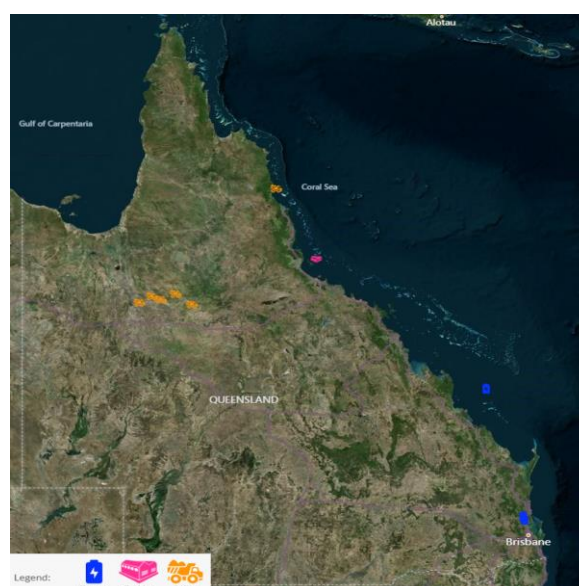 Alotau
Gulf of Carpentaria
Coral Sea
QUEENSLAND
Brisbane
Legend: